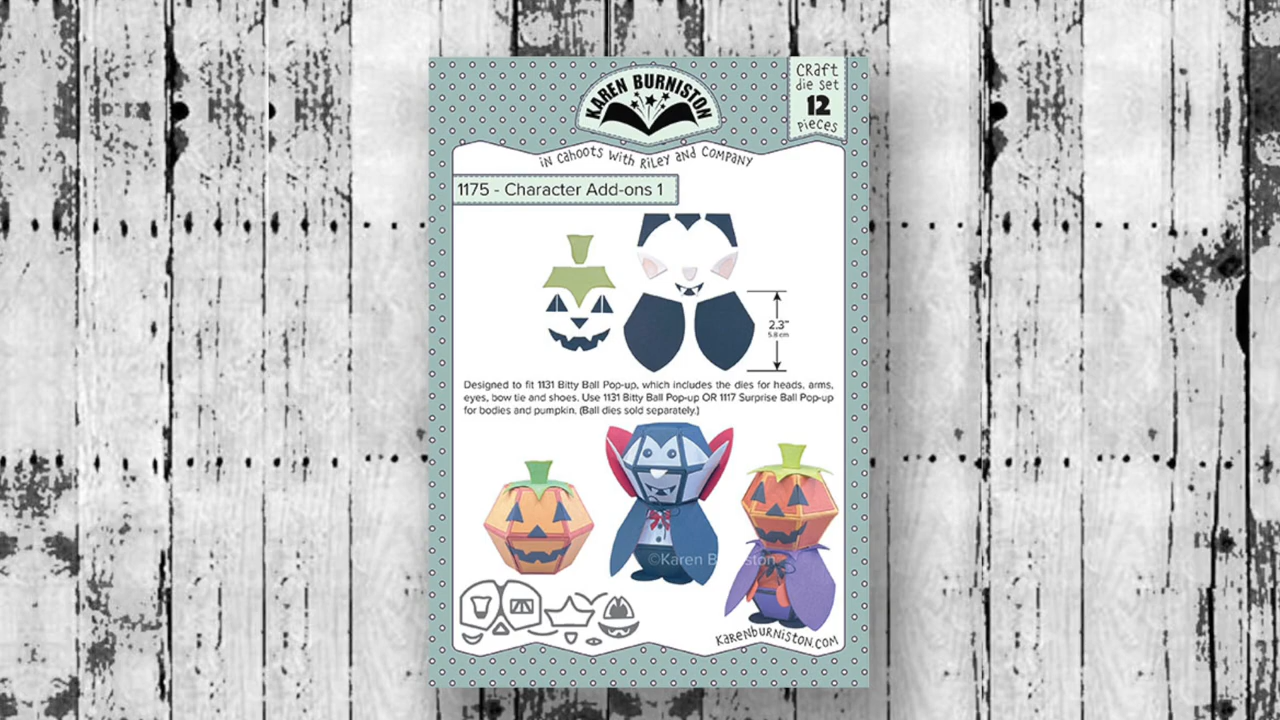 KAREN BURNISTON
CRaft
die set
12
pieces
in cahoots with Riley and Company
1175 - Character Add-ons 1
2.3"
5.8 cm
Designed to fit 1131 Bitty Ball Pop-up, which includes the dies for heads, arms,
eyes, bow tie and shoes. Use 1131 Bitty Ball Pop-up OR 1117 Surprise Ball Pop-up
for bodies and pumpkin. (Ball dies sold separately.)
©Karen Burniston
KarenBurniston.com